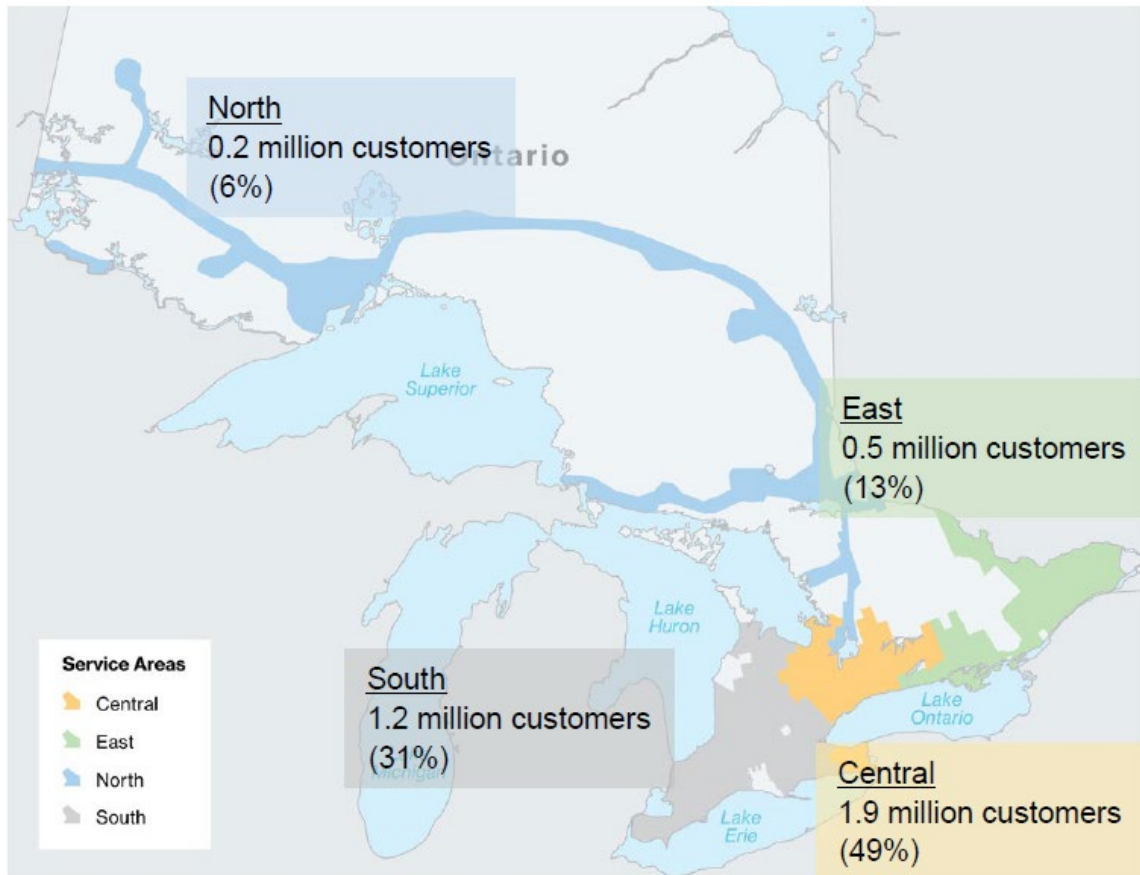 North
0.2 million customers
(6%)
Ontario
Lake
Superior
East
0.5 million customers
(13%)
Lake
Huron
South
1.2 million customers
(31%)
Michigan
Lake
Ontario
Lake
Erie
Central
1.9 million customers
(49%)
Service Areas
Central
East
North
South